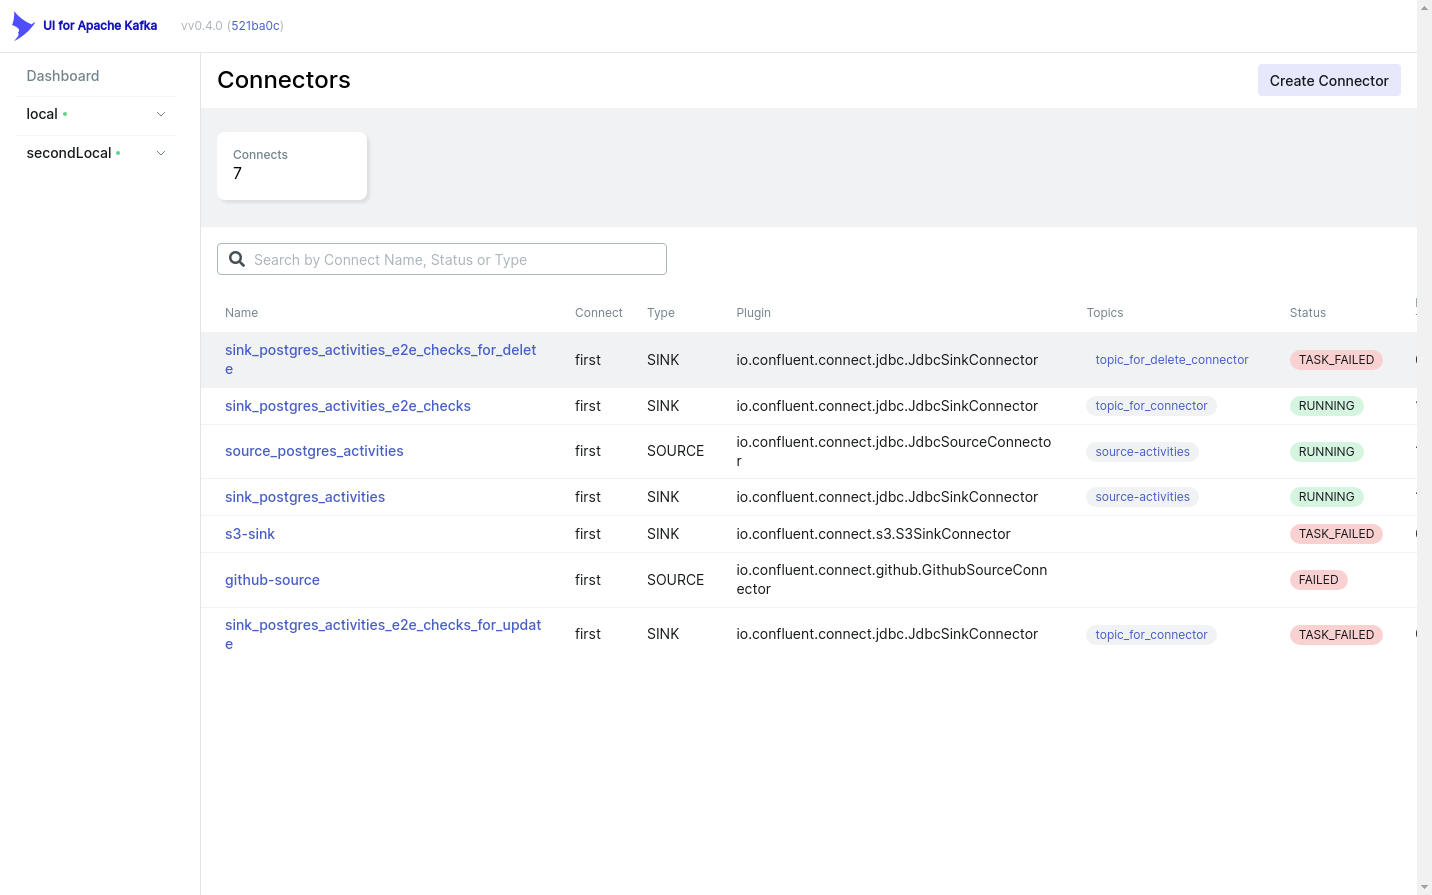 UI for Apache Kafka vv0.4.0 (521ba0c)
Dashboard
local
secondLocal
Connectors
Create Connector
Connects
7
Search by Connect Name, Status or Type
Name Connect Type Plugin Topics Status
sink_postgres_activities_e2e_checks_for_delet
e
first SINK io.confluent.connect.jdbc.JdbcSinkConnector topic_for_delete_connector TASK_FAILED
sink_postgres_activities_e2e_checks first SINK io.confluent.connect.jdbc.JdbcSinkConnector topic_for_connector RUNNING
source_postgres_activities first SOURCE io.confluent.connect.jdbc.JdbcSourceConnecto
r
source-activities RUNNING
sink_postgres_activities first SINK io.confluent.connect.jdbc.JdbcSinkConnector source-activities RUNNING
s3-sink first SINK io.confluent.connect.s3.S3SinkConnector TASK_FAILED
github-source first SOURCE io.confluent.connect.github.GithubSourceConn
ector
FAILED
sink_postgres_activities_e2e_checks_for_updat
e
first SINK io.confluent.connect.jdbc.JdbcSinkConnector topic_for_connector TASK_FAILED